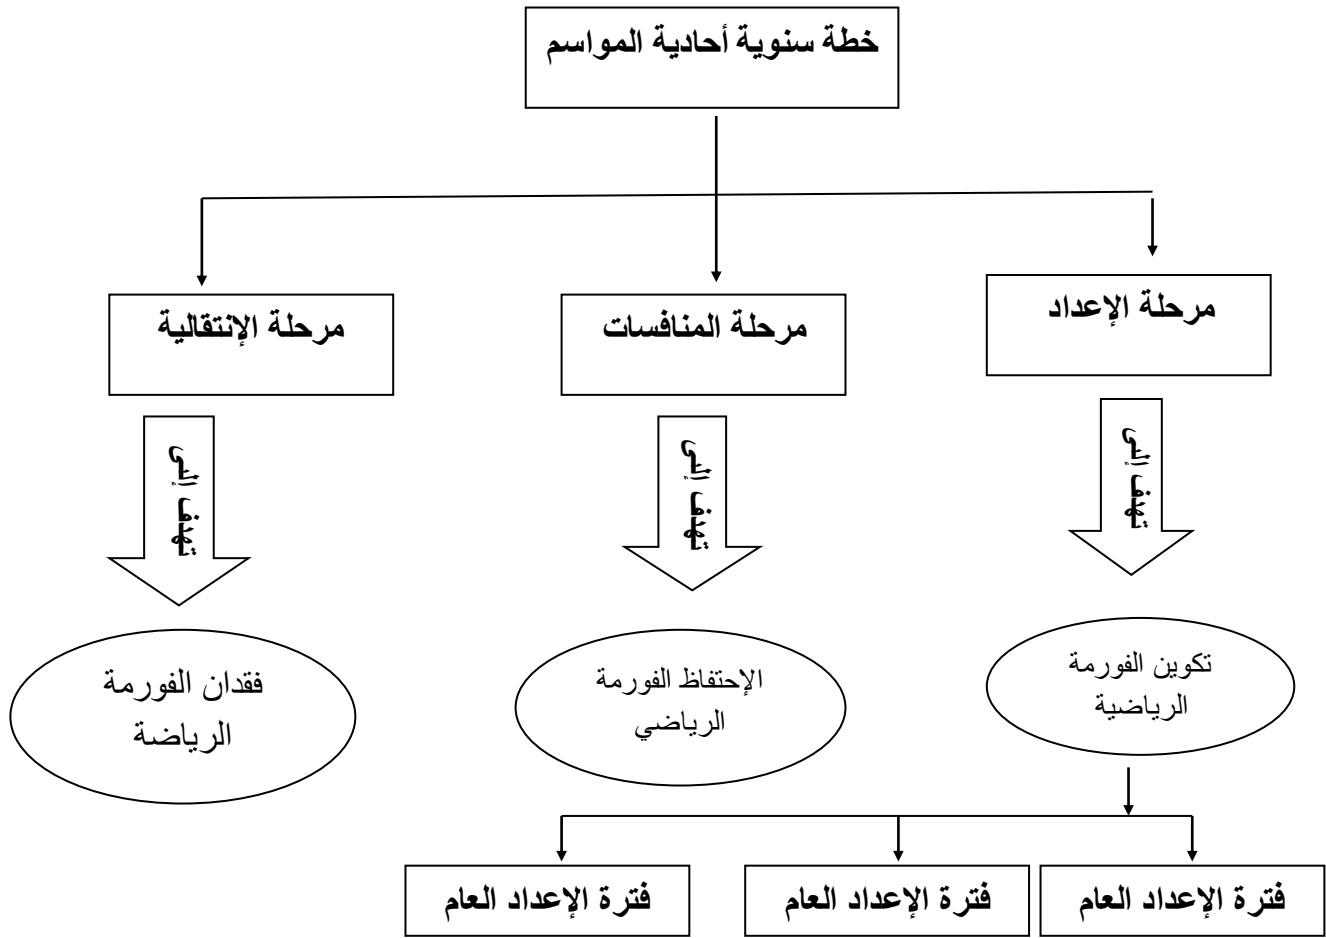 خطة سنوية أحادية المواسم
مرحلة الإعداد
مرحلة المنافسات
مرحلة الإنتقالية
تهدف إلى
تهدف إلى
تهدف إلى
تكوين الفورمة
الرياضية
الإحتفاظ الفورمة
الرياضي
فقدان الفورمة
الرياضة
فترة الإعداد العام
فترة الإعداد العام
فترة الإعداد العام